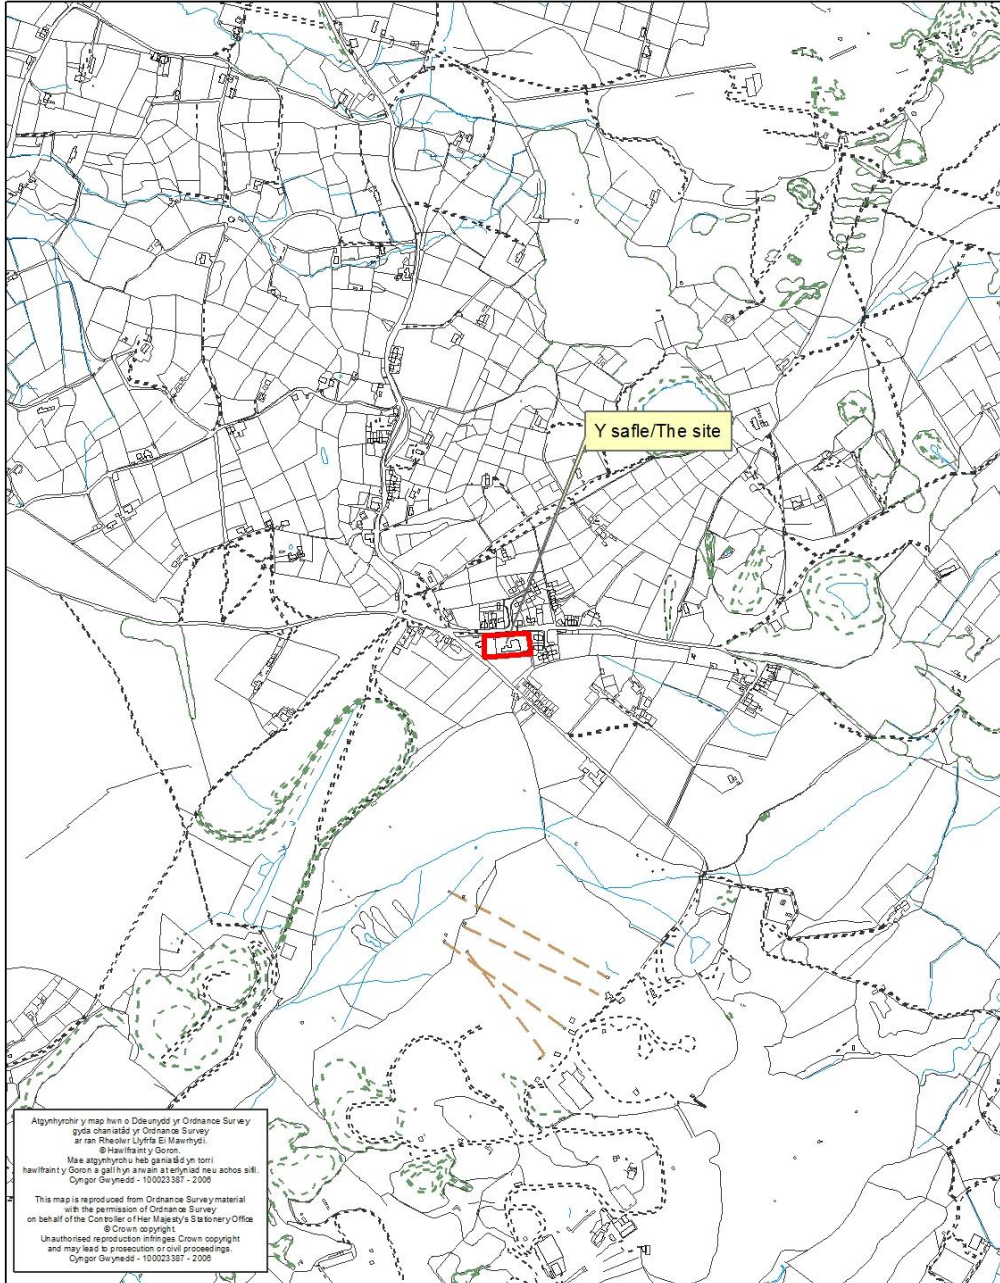 Y safle/The site
Atgynhyrchir y map hwn o Ddeunydd yr Ordnance Survey
gyda chaniatâd yr Ordnance Survey
ar ran Rheolwr Llyfrfa Ei Mawrhydi.
© Hawlfraint y Goron.
Mae atgynhyrchu heb ganiatâd yn torri
hawlfraint y Goron a gall hyn arwain at erlyniad neu achos sifil.
Cyngor Gwynedd - 100023387 - 2006
This map is reproduced from Ordnance Survey material
with the permission of Ordnance Survey
on behalf of the Controller of Her Majesty's Stationery Office
© Crown copyright.
Unauthorised reproduction infringes Crown copyright
and may lead to prosecution or civil proceedings.
Cyngor Gwynedd - 100023387 - 2006